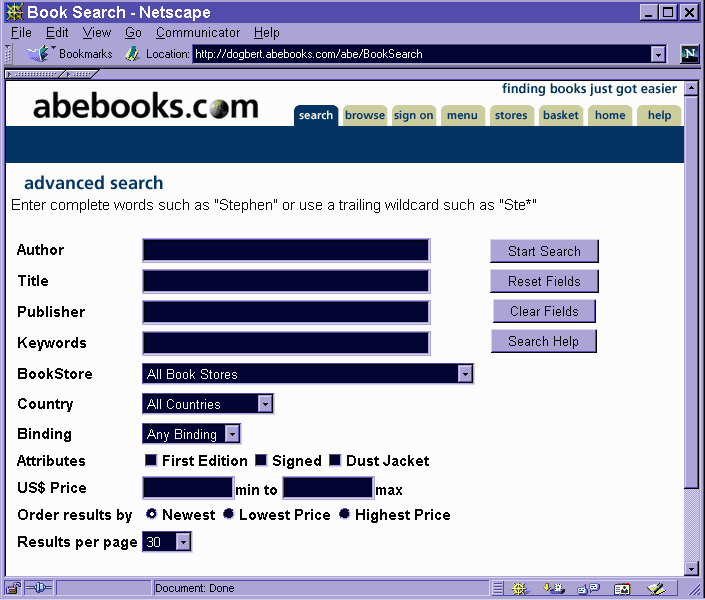 Book Search - Netscape
File Edit View Go Communicator Help
Bookmarks Location: http://dogbert.abebooks.com/abe/BookSearch N
finding books just got easier
abebooks.com
search browse sign on menu stores basket home help
advanced search
Enter complete words such as "Stephen" or use a trailing wildcard such as "Ste*"
Author Start Search
Title Reset Fields
Publisher Clear Fields
Keywords Search Help
BookStore All Book Stores
Country All Countries
Binding Any Binding
Attributes First Edition Signed Dust Jacket
US$ Price min to max
Order results by Newest Lowest Price Highest Price
Results per page 30
Document: Done